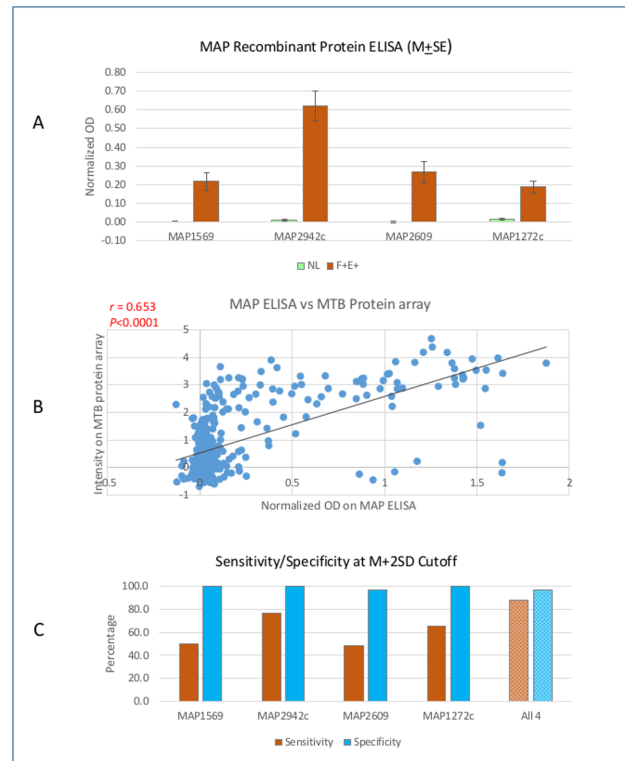 MAP Recombinant Protein ELISA (M±SE)
A
Normalized OD
0.80
0.70
0.60
0.50
0.40
0.30
0.20
0.10
0.00
-0.10
MAP1569 MAP2942c MAP2609 MAP1272c
NL F+E+
r = 0.653
P<0.0001
MAP ELISA vs MTB Protein array
B
Intensity on MTB protein array
5
4
3
2
1
0
-1
-0.5 0 0.5 1 1.5 2
Normalized OD on MAP ELISA
Sensitivity/Specificity at M+2SD Cutoff
C
Percentage
100.0
80.0
60.0
40.0
20.0
0.0
MAP1569 MAP2942c MAP2609 MAP1272c All 4
Sensitivity Specificity